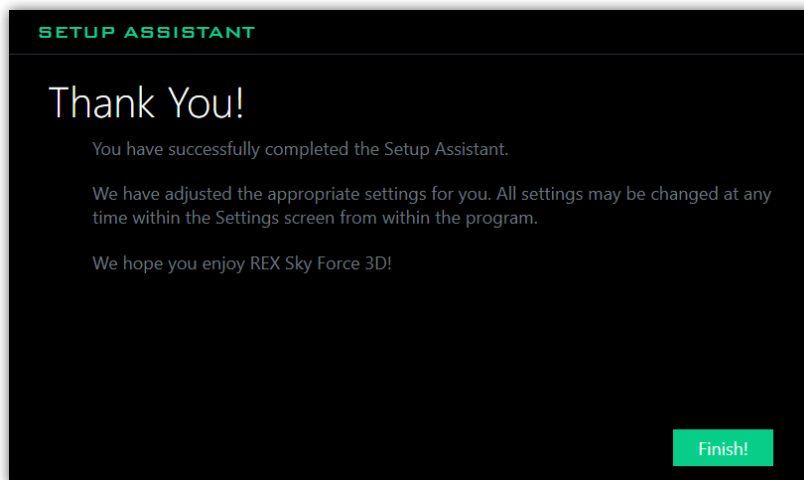 SETUP ASSISTANT
Thank You!
You have successfully completed the Setup Assistant.
We have adjusted the appropriate settings for you. All settings may be changed at any
time within the Settings screen from within the program.
We hope you enjoy REX Sky Force 3D!
Finish!